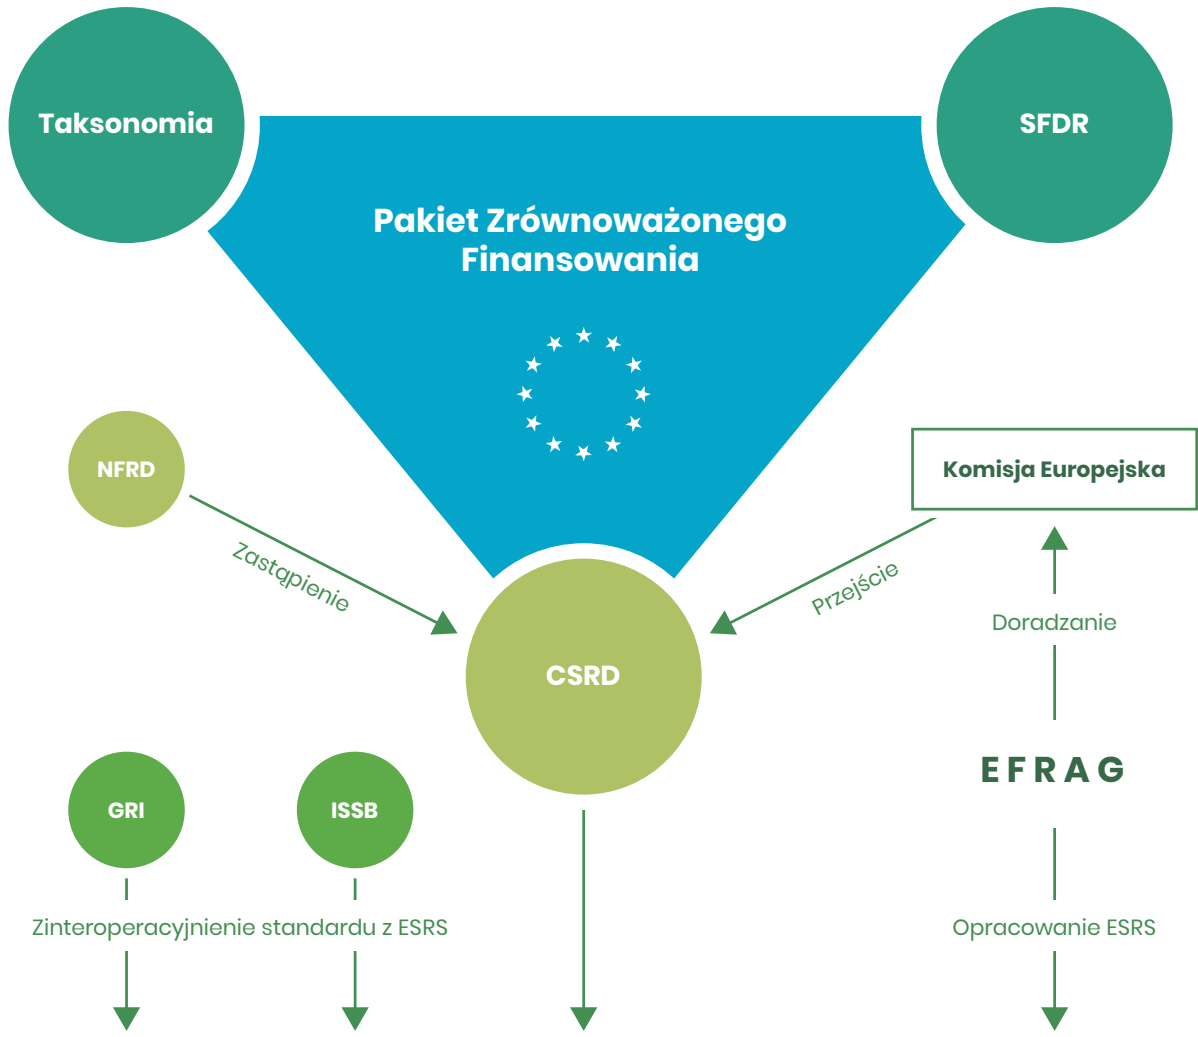 Taksonomia
SFDR
Pakiet Zrównoważonego
Finansowania
NFRD
Komisja Europejska
Zastąpienie
Przejście
Doradzanie
CSRD
EFRAG
GRI
ISSB
Zinteroperacyjnienie standardu z ESRS
Opracowanie ESRS